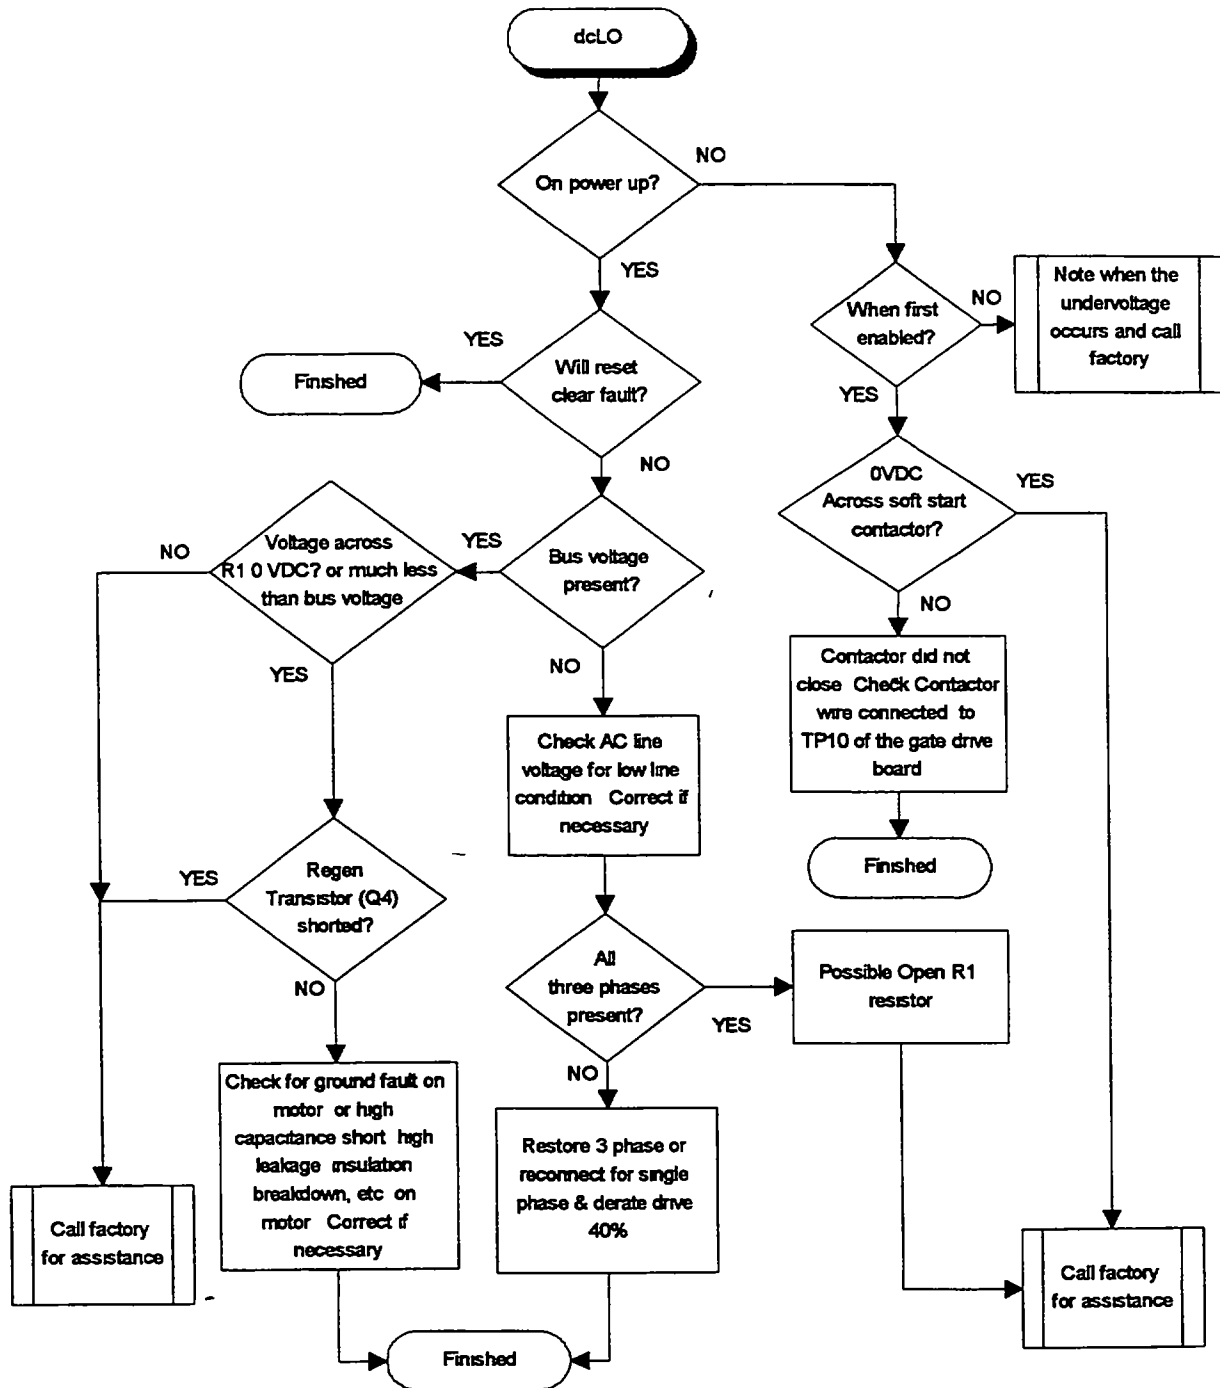 dcLO
On power up?
NO
YES
When first
enabled?
NO
Note when the
undervoltage
occurs and call
factory
YES
Will reset
clear fault?
YES
Finished
NO
0VDC
Across soft start
contactor?
YES
NO
Bus voltage
present?
YES
Voltage across
R1 0 VDC? or much less
than bus voltage
NO
YES
NO
Contactor did not
close Check Contactor
wire connected to
TP10 of the gate drive
board
Finished
Check AC line
voltage for low line
condition Correct if
necessary
Regen
Transistor (Q4)
shorted?
YES
NO
All
three phases
present?
YES
NO
Possible Open R1
resistor
Check for ground fault on
motor or high
capacitance short high
leakage insulation
breakdown, etc on
motor Correct if
necessary
Restore 3 phase or
reconnect for single
phase & derate drive
40%
Call factory
for assistance
Call factory
for assistance
Finished